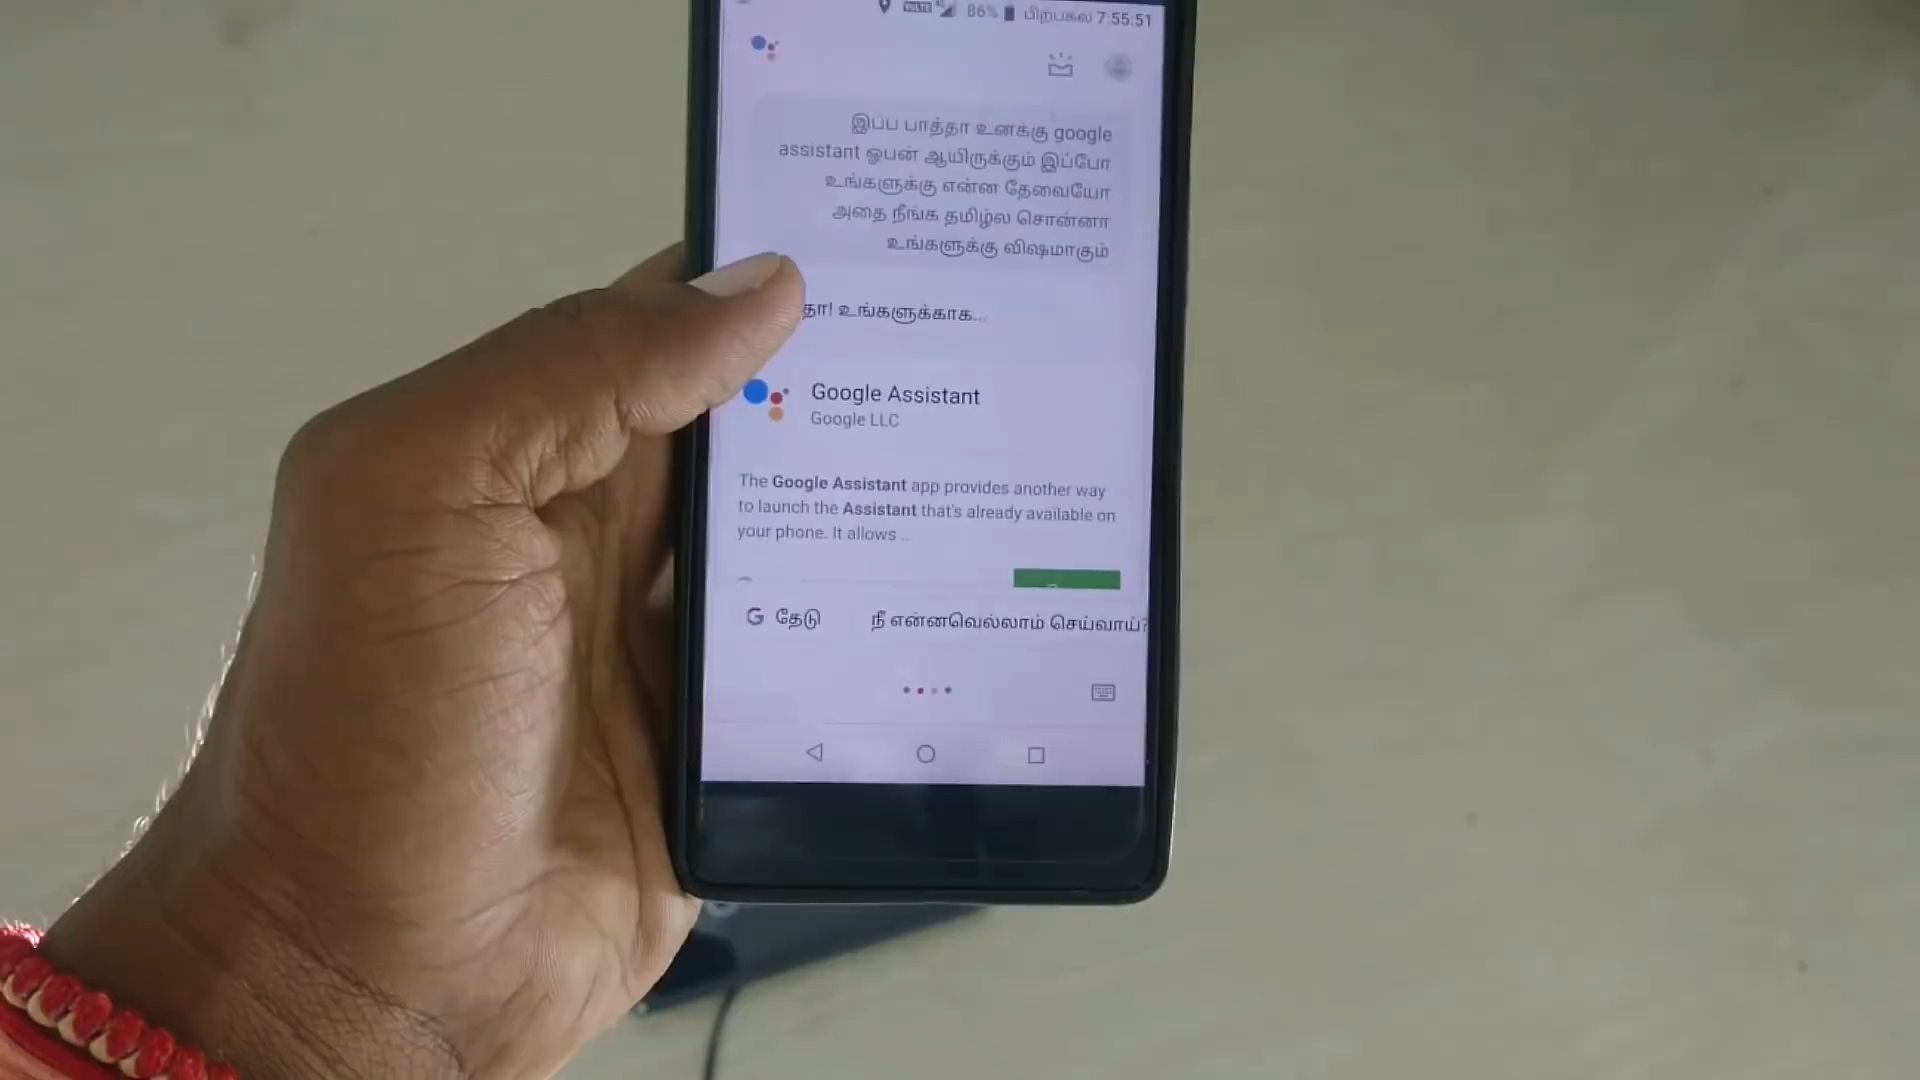 VoLTE 4G 86% பிற்பகல் 7:55:51
இப்ப பாத்தா உனக்கு google
assistant ஓபன் ஆயிருக்கும் இப்போ
உங்களுக்கு என்ன தேவையோ
அதை நீங்க தமிழ்ல சொன்னா
உங்களுக்கு விஷமாகும்
தா! உங்களுக்காக...
Google Assistant
Google LLC
The Google Assistant app provides another way
to launch the Assistant that's already available on
your phone. It allows ...
G தேடு நீ என்னவெல்லாம் செய்வாய்?